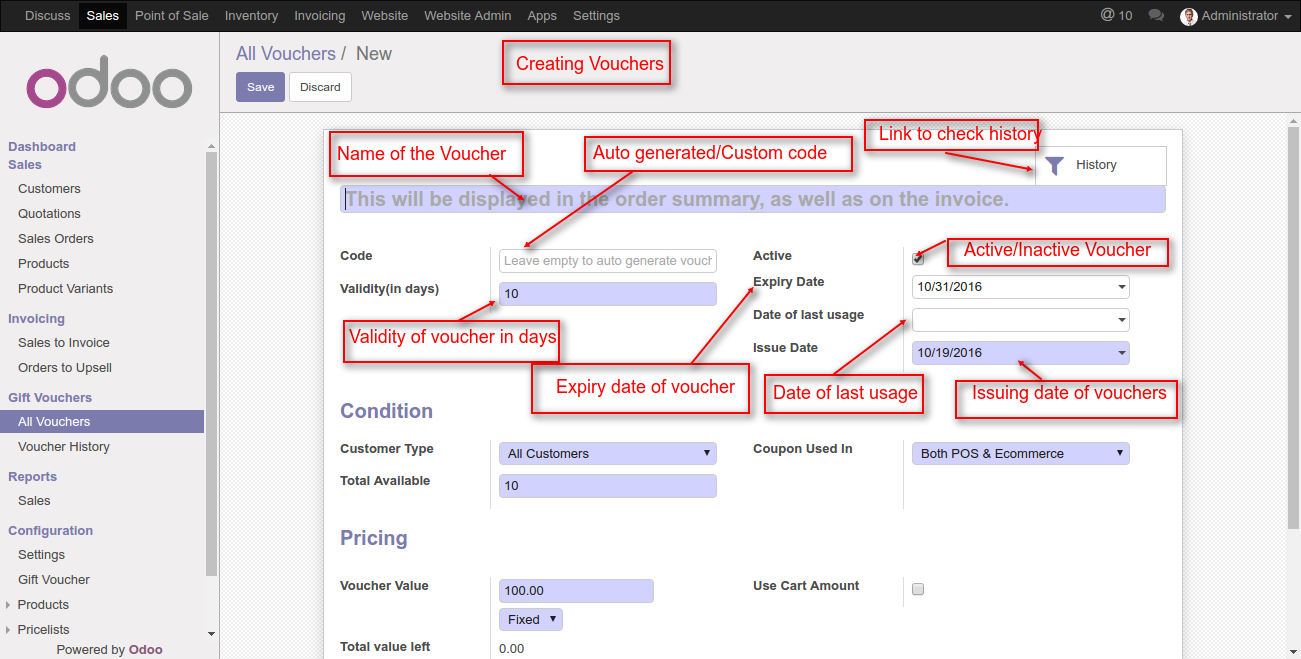 Discuss Sales Point of Sale Inventory Invoicing Website Website Admin Apps Settings @ 10 Administrator
odoo
All Vouchers / New
Save Discard
Creating Vouchers
Dashboard
Sales
Customers
Quotations
Sales Orders
Products
Product Variants
Invoicing
Sales to Invoice
Orders to Upsell
Gift Vouchers
All Vouchers
Voucher History
Reports
Sales
Configuration
Settings
Gift Voucher
Products
Pricelists
Powered by Odoo
Name of the Voucher
Auto generated/Custom code
Link to check history
History
This will be displayed in the order summary, as well as on the invoice.
Code Leave empty to auto generate vouch
Validity(in days) 10
Validity of voucher in days
Active
Active/Inactive Voucher
Expiry Date 10/31/2016
Date of last usage
Issue Date 10/19/2016
Expiry date of voucher
Date of last usage
Issuing date of vouchers
Condition
Customer Type All Customers
Coupon Used In Both POS & Ecommerce
Total Available 10
Pricing
Voucher Value 100.00
Fixed
Use Cart Amount
Total value left 0.00